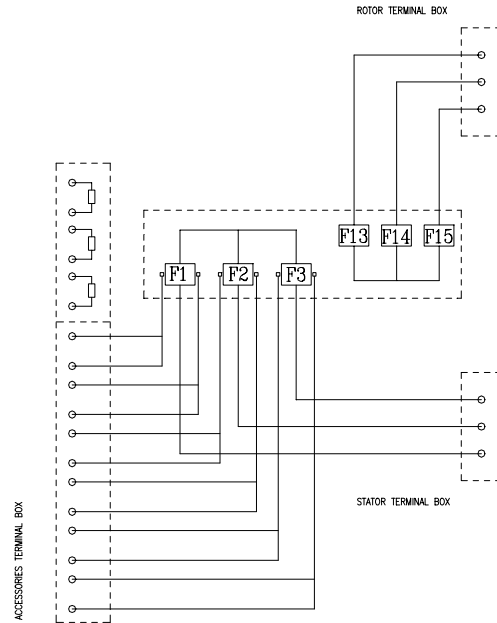 ROTOR TERMINAL BOX
F13 F14 F15
F1 F2 F3
STATOR TERMINAL BOX
ACCESSORIES TERMINAL BOX